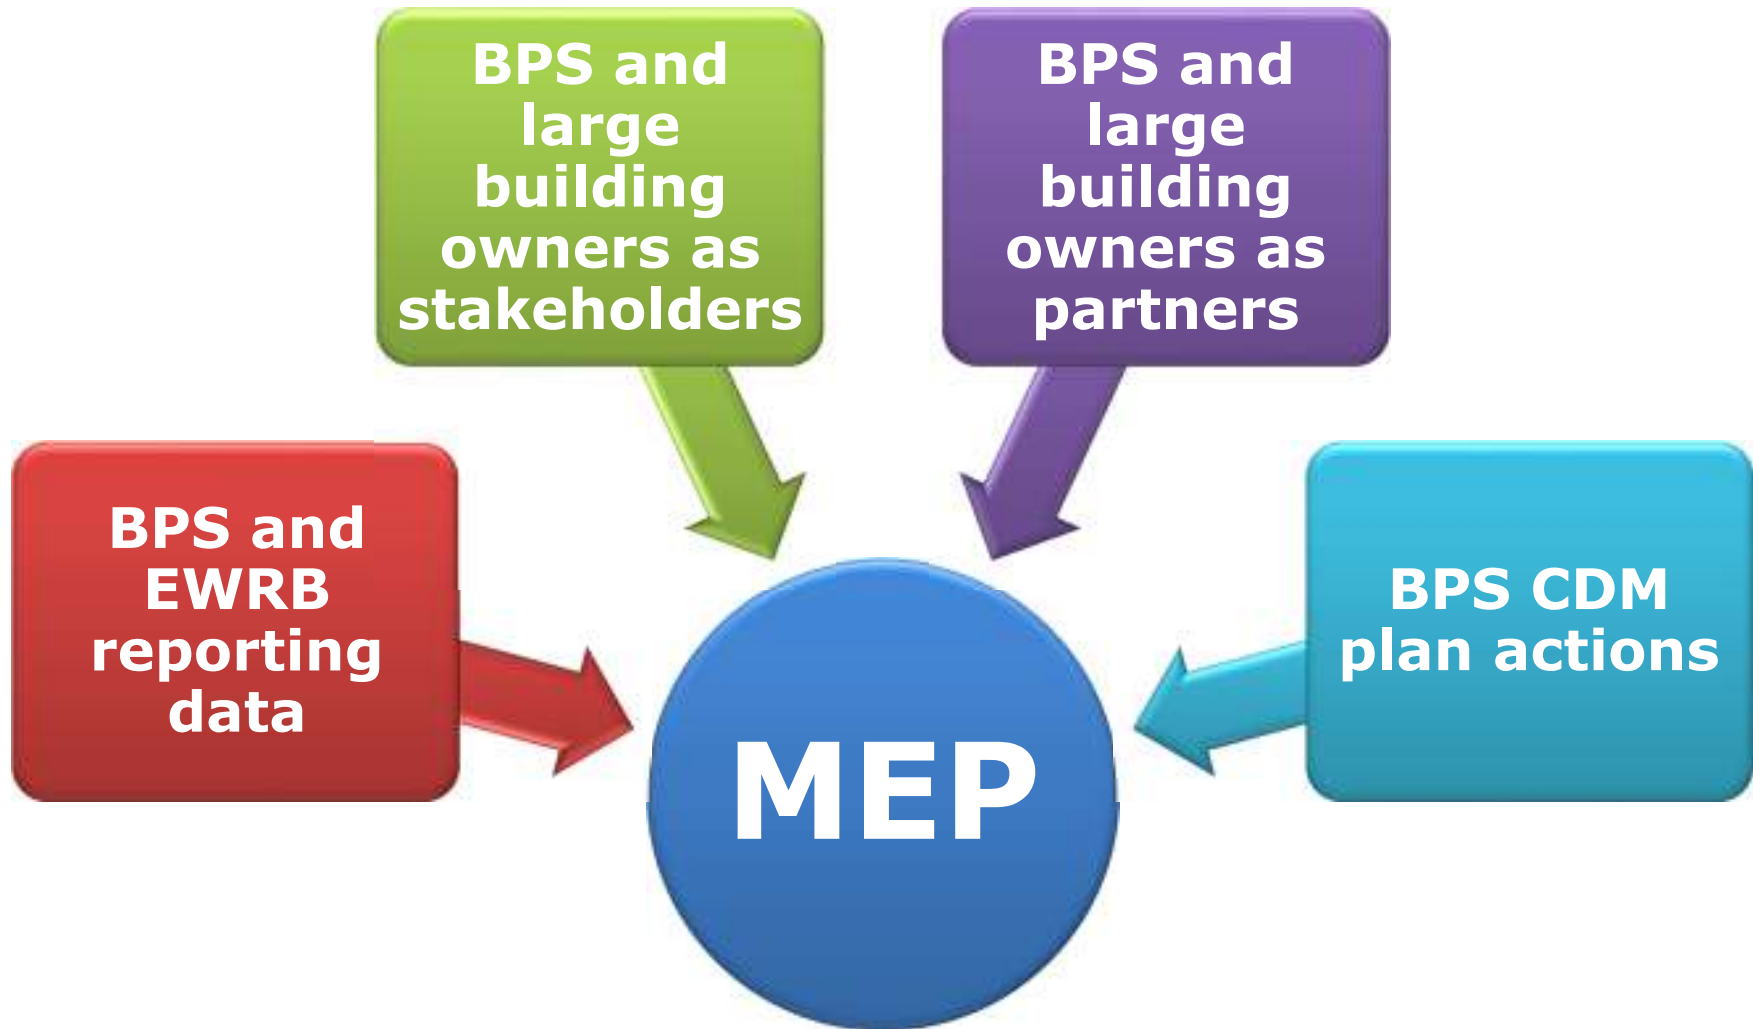 BPS and
large
building
owners as
stakeholders
BPS and
large
building
owners as
partners
BPS and
EWRB
reporting
data
BPS CDM
plan actions
MEP